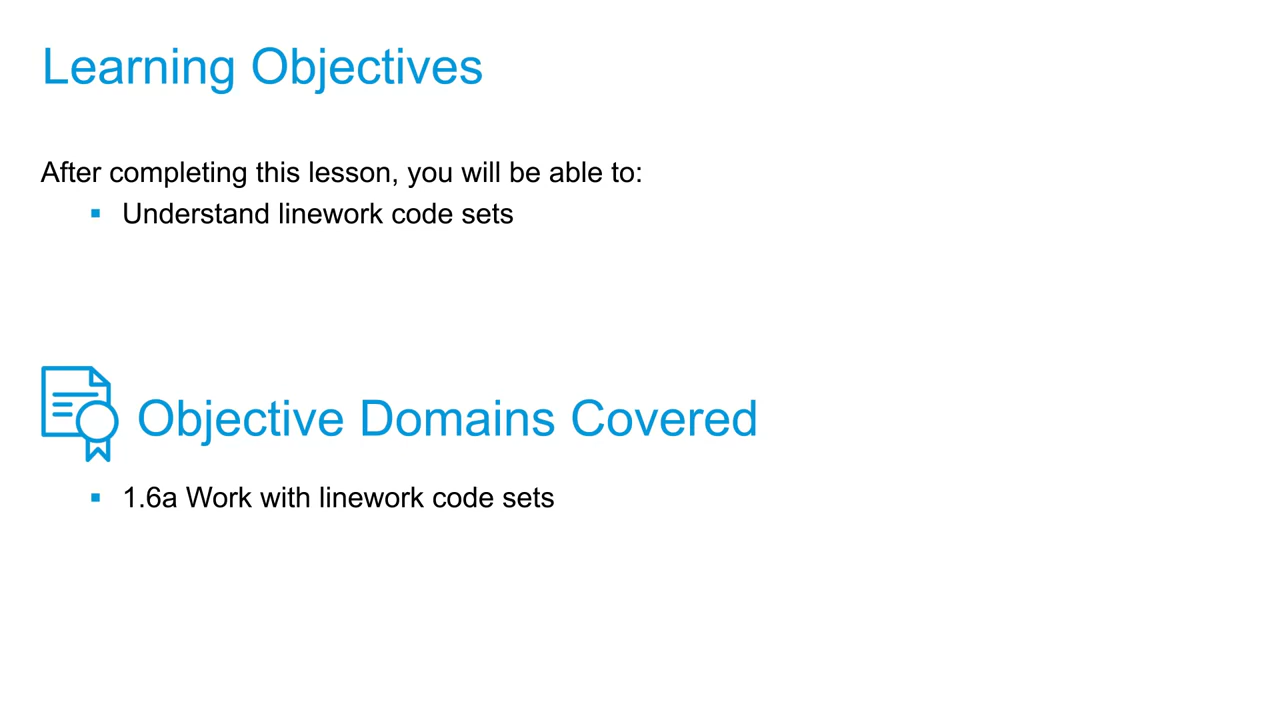 Learning Objectives
After completing this lesson, you will be able to:
▪ Understand linework code sets
Objective Domains Covered
▪ 1.6a Work with linework code sets